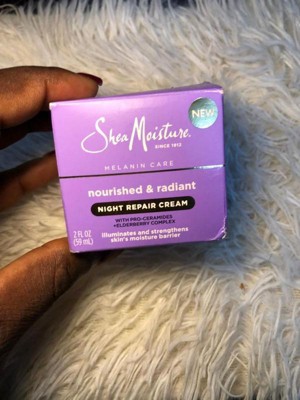 NEW
SheaMoisture®
SINCE 1912
MELANIN CARE
nourished & radiant
NIGHT REPAIR CREAM
WITH PRO-CERAMIDES
+ELDERBERRY COMPLEX
illuminates and strengthens
skin's moisture barrier
2 FL OZ
(59 mL)